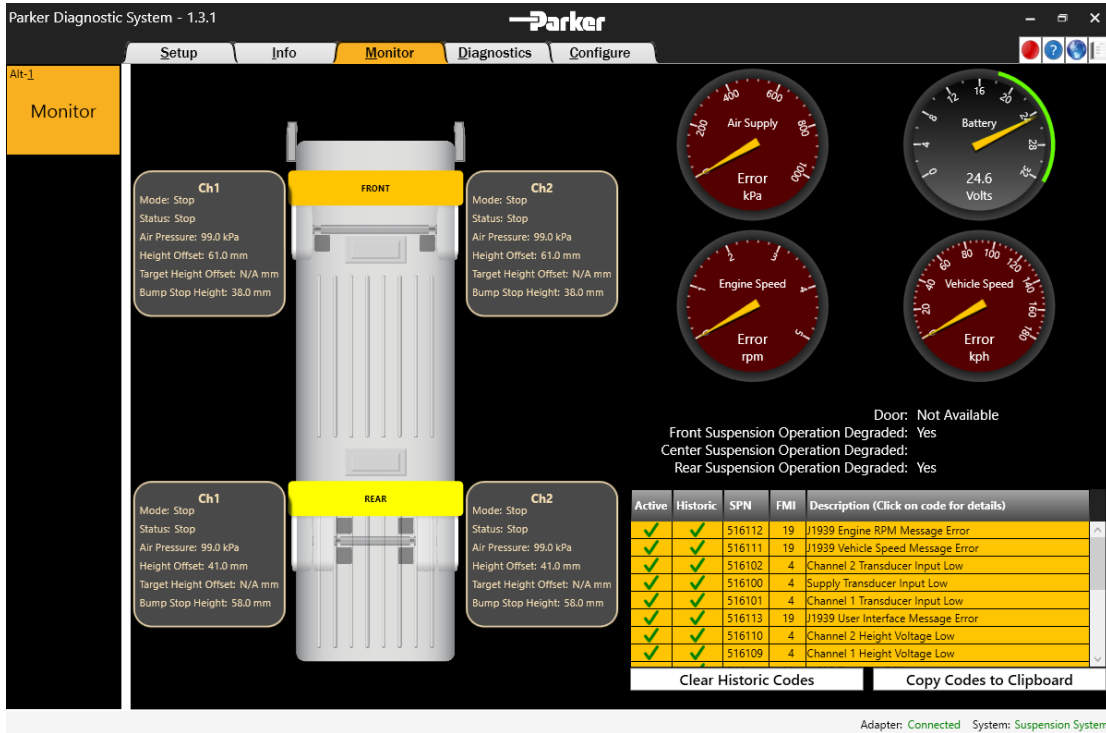 Parker Diagnostic System - 1.3.1
Parker
Setup
Info
Monitor
Diagnostics
Configure
Alt-1
Monitor
FRONT
Ch1
Mode: Stop
Status: Stop
Air Pressure: 99.0 kPa
Height Offset: 61.0 mm
Target Height Offset: N/A mm
Bump Stop Height: 38.0 mm
Ch2
Mode: Stop
Status: Stop
Air Pressure: 99.0 kPa
Height Offset: 61.0 mm
Target Height Offset: N/A mm
Bump Stop Height: 38.0 mm
REAR
Ch1
Mode: Stop
Status: Stop
Air Pressure: 99.0 kPa
Height Offset: 41.0 mm
Target Height Offset: N/A mm
Bump Stop Height: 58.0 mm
Ch2
Mode: Stop
Status: Stop
Air Pressure: 99.0 kPa
Height Offset: 41.0 mm
Target Height Offset: N/A mm
Bump Stop Height: 58.0 mm
0 200 400 600 800 1000
Air Supply
Error
kPa
0 4 8 12 16 20 24 28 32
Battery
24.6
Volts
0 1 2 3 4 5
Engine Speed
Error
rpm
0 20 40 60 80 100 120 140 160 180
Vehicle Speed
Error
kph
Door: Not Available
Front Suspension Operation Degraded: Yes
Center Suspension Operation Degraded:
Rear Suspension Operation Degraded: Yes
Active Historic SPN FMI Description (Click on code for details)
516112 19 J1939 Engine RPM Message Error
516111 19 J1939 Vehicle Speed Message Error
516102 4 Channel 2 Transducer Input Low
516100 4 Supply Transducer Input Low
516101 4 Channel 1 Transducer Input Low
516113 19 J1939 User Interface Message Error
516110 4 Channel 2 Height Voltage Low
516109 4 Channel 1 Height Voltage Low
Clear Historic Codes
Copy Codes to Clipboard
Adapter: Connected System: Suspension System